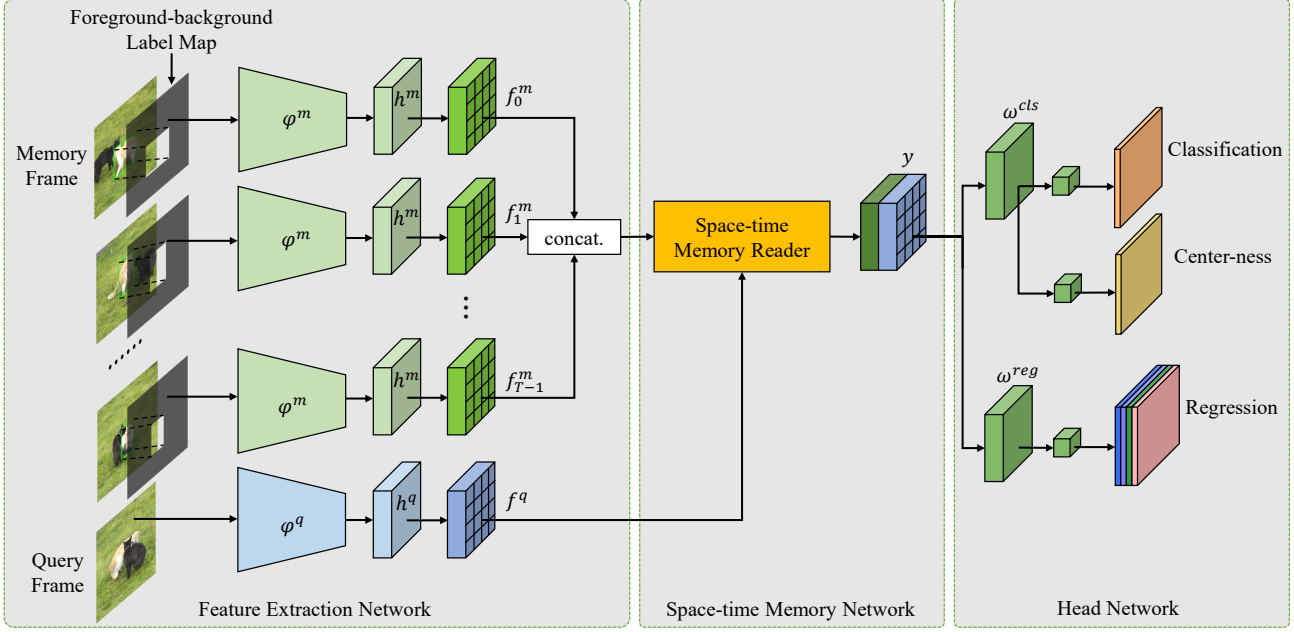 Foreground-background
Label Map
Memory
Frame
φ^m
h^m
f_0^m
φ^m
h^m
f_1^m
φ^m
h^m
f_{T-1}^m
Query
Frame
φ^q
h^q
f^q
concat.
Feature Extraction Network
Space-time
Memory Reader
y
Space-time Memory Network
ω^{cls}
Classification
Center-ness
ω^{reg}
Regression
Head Network